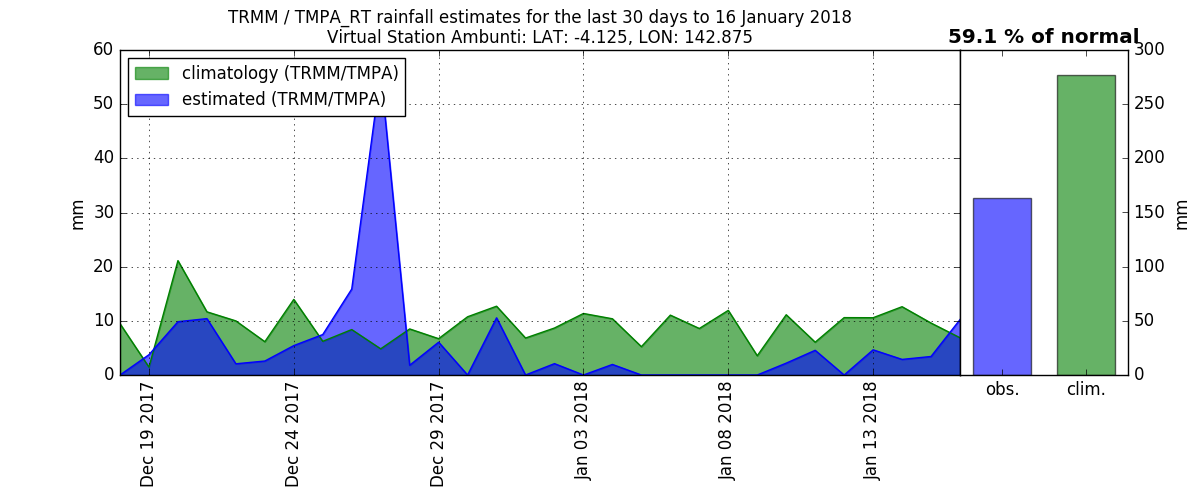 TRMM / TMPA_RT rainfall estimates for the last 30 days to 16 January 2018
Virtual Station Ambunti: LAT: -4.125, LON: 142.875
59.1 % of normal
climatology (TRMM/TMPA)
estimated (TRMM/TMPA)
60
50
40
30
20
10
0
mm
Dec 19 2017
Dec 24 2017
Dec 29 2017
Jan 03 2018
Jan 08 2018
Jan 13 2018
300
250
200
150
100
50
0
mm
obs.
clim.